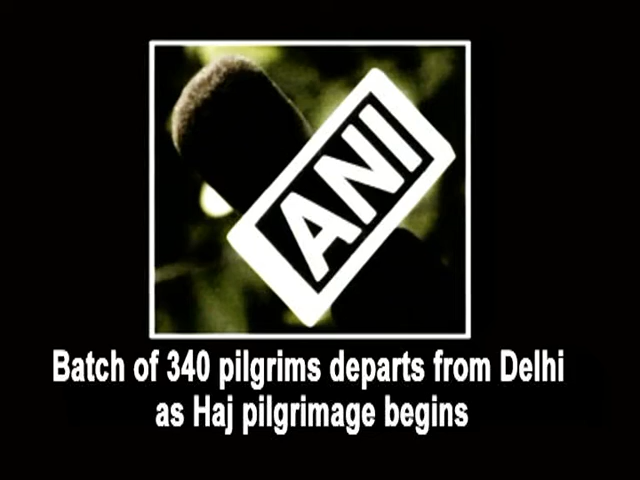 ANI
Batch of 340 pilgrims departs from Delhi
as Haj pilgrimage begins